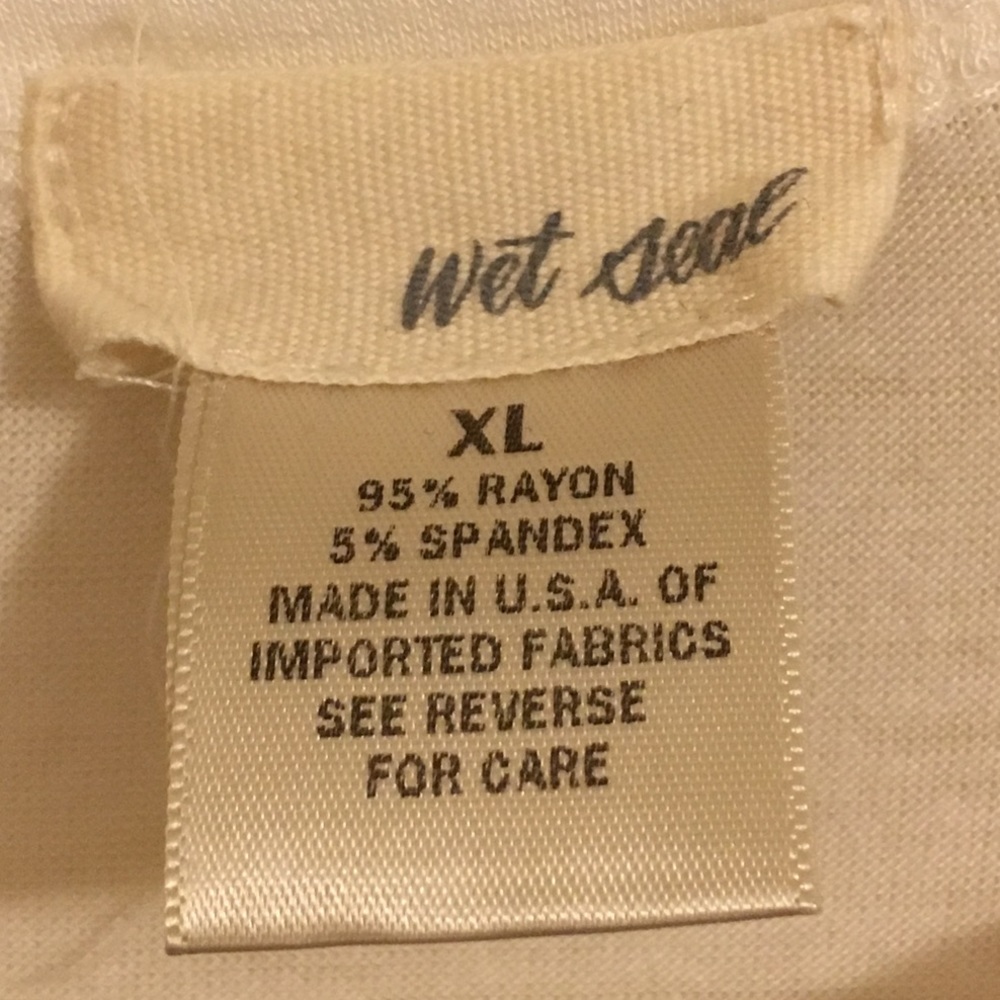 Wet Seal
XL
95% RAYON
5% SPANDEX
MADE IN U.S.A. OF
IMPORTED FABRICS
SEE REVERSE
FOR CARE